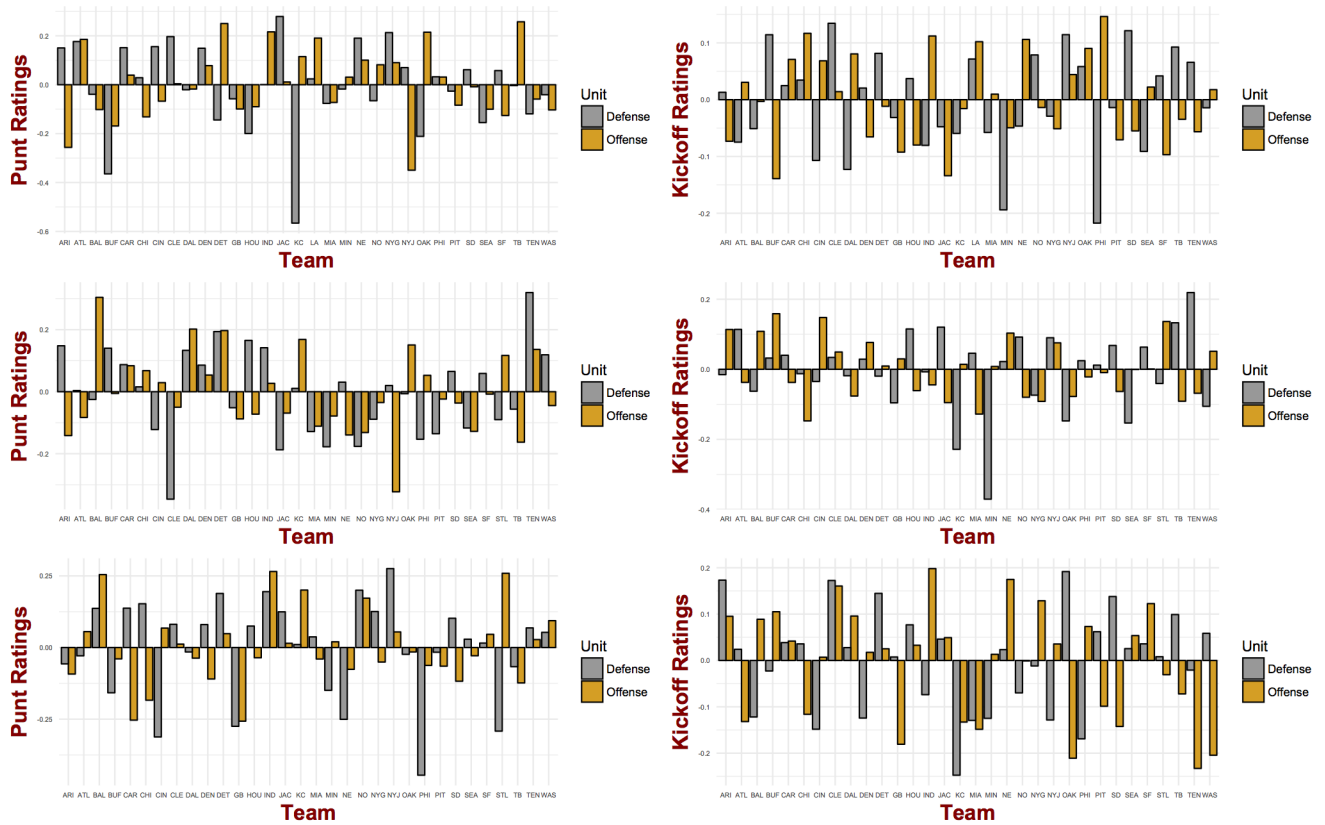 Punt Ratings
0.2
0.0
-0.2
-0.4
-0.6
ARI ATL BAL BUF CAR CHI CIN CLE DAL DEN DET GB HOU IND JAC KC LA MIA MIN NE NO NYG NYJ OAK PHI PIT SD SEA SF TB TEN WAS
Team
Unit
Defense
Offense
Kickoff Ratings
0.1
0.0
-0.1
-0.2
ARI ATL BAL BUF CAR CHI CIN CLE DAL DEN DET GB HOU IND JAC KC LA MIA MIN NE NO NYG NYJ OAK PHI PIT SD SEA SF TB TEN WAS
Team
Unit
Defense
Offense
Punt Ratings
0.2
0.0
-0.2
ARI ATL BAL BUF CAR CHI CIN CLE DAL DEN DET GB HOU IND JAC KC MIA MIN NE NO NYG NYJ OAK PHI PIT SD SEA SF STL TB TEN WAS
Team
Unit
Defense
Offense
Kickoff Ratings
0.2
0.0
-0.2
-0.4
ARI ATL BAL BUF CAR CHI CIN CLE DAL DEN DET GB HOU IND JAC KC MIA MIN NE NO NYG NYJ OAK PHI PIT SD SEA SF STL TB TEN WAS
Team
Unit
Defense
Offense
Punt Ratings
0.25
0.00
-0.25
ARI ATL BAL BUF CAR CHI CIN CLE DAL DEN DET GB HOU IND JAC KC MIA MIN NE NO NYG NYJ OAK PHI PIT SD SEA SF STL TB TEN WAS
Team
Unit
Defense
Offense
Kickoff Ratings
0.2
0.1
0.0
-0.1
-0.2
ARI ATL BAL BUF CAR CHI CIN CLE DAL DEN DET GB HOU IND JAC KC MIA MIN NE NO NYG NYJ OAK PHI PIT SD SEA SF STL TB TEN WAS
Team
Unit
Defense
Offense